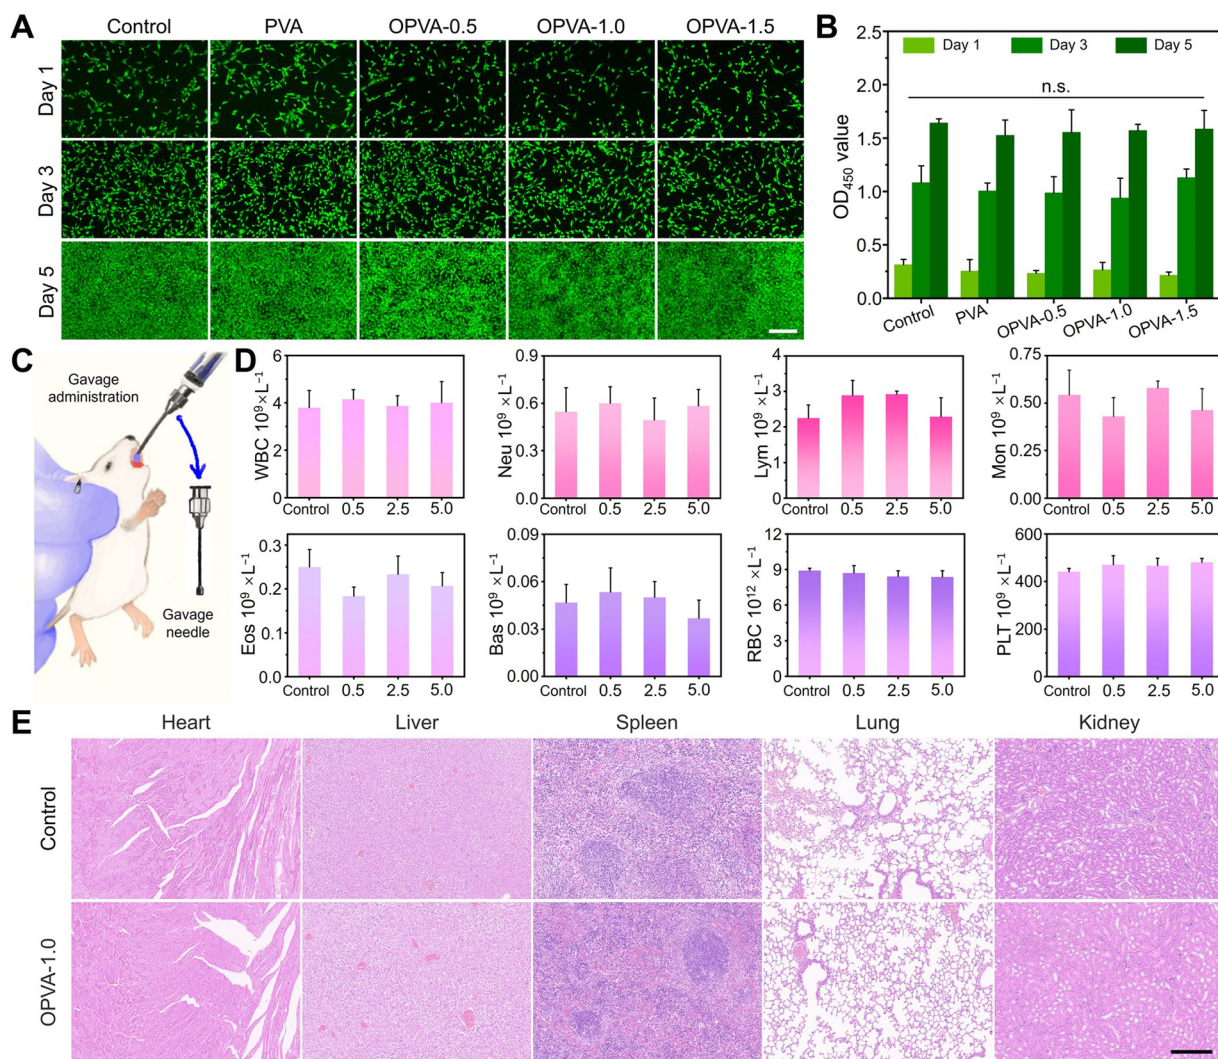 A
Control PVA OPVA-0.5 OPVA-1.0 OPVA-1.5
Day 1
Day 3
Day 5
B
2.5
2.0
1.5
1.0
0.5
0.0
OD450 value
Day 1 Day 3 Day 5
n.s.
Control PVA OPVA-0.5 OPVA-1.0 OPVA-1.5
C
Gavage
administration
Gavage
needle
D
WBC 10⁹ ×L⁻¹
6
4
2
0
Control 0.5 2.5 5.0
Neu 10⁹ ×L⁻¹
0.9
0.6
0.3
0.0
Control 0.5 2.5 5.0
Lym 10⁹ ×L⁻¹
4
3
2
1
0
Control 0.5 2.5 5.0
Mon 10⁹ ×L⁻¹
0.75
0.50
0.25
0.00
Control 0.5 2.5 5.0
Eos 10⁹ ×L⁻¹
0.3
0.2
0.1
0.0
Control 0.5 2.5 5.0
Bas 10⁹ ×L⁻¹
0.09
0.06
0.03
0.00
Control 0.5 2.5 5.0
RBC 10¹² ×L⁻¹
12
9
6
3
0
Control 0.5 2.5 5.0
PLT 10⁹ ×L⁻¹
600
400
200
0
Control 0.5 2.5 5.0
E
Heart Liver Spleen Lung Kidney
Control
OPVA-1.0